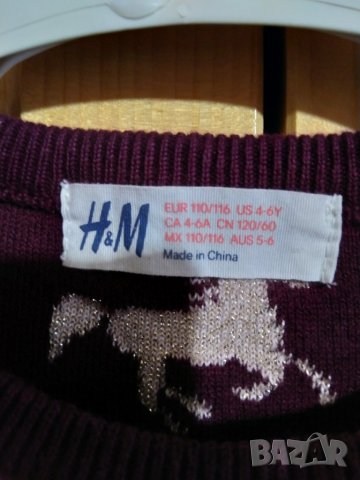 H&M
EUR 110/116 US 4-6Y
CA 4-6A CN 120/60
MX 110/116 AUS 5-6
Made in China
BAZAR